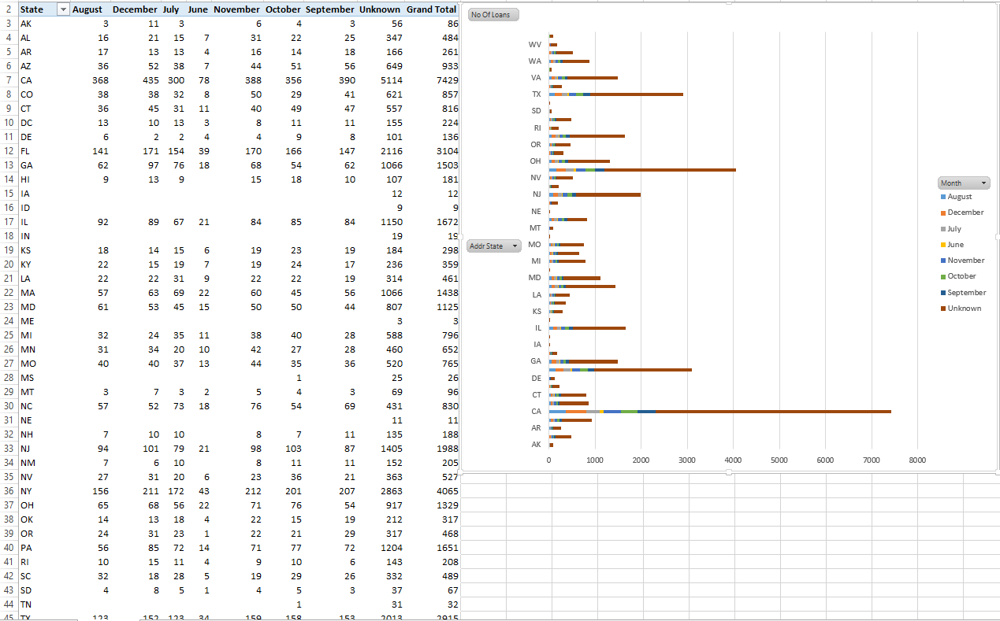 2 State August December July June November October September Unknown Grand Total
3 AK 3 11 3 6 4 3 56 86
4 AL 16 21 15 7 31 22 25 347 484
5 AR 17 13 13 4 16 14 18 166 261
6 AZ 36 52 38 7 44 51 56 649 933
7 CA 368 435 300 78 388 356 390 5114 7429
8 CO 38 38 32 8 50 29 41 621 857
9 CT 36 45 31 11 40 49 47 557 816
10 DC 13 10 13 3 8 11 11 155 224
11 DE 6 2 2 4 4 9 8 101 136
12 FL 141 171 154 39 170 166 147 2116 3104
13 GA 62 97 76 18 68 54 62 1066 1503
14 HI 9 13 9 15 18 10 107 181
15 IA 12 12
16 ID 9 9
17 IL 92 89 67 21 84 85 84 1150 1672
18 IN 19 19
19 KS 18 14 15 6 19 23 19 184 298
20 KY 22 15 19 7 19 24 17 236 359
21 LA 22 22 31 9 22 22 19 314 461
22 MA 57 63 69 22 60 45 56 1066 1438
23 MD 61 53 45 15 50 50 44 807 1125
24 ME 3 3
25 MI 32 24 35 11 38 40 28 588 796
26 MN 31 34 20 10 42 27 28 460 652
27 MO 40 40 37 13 44 35 36 520 765
28 MS 1 25 26
29 MT 3 7 3 2 5 4 3 69 96
30 NC 57 52 73 18 76 54 69 431 830
31 NE 11 11
32 NH 7 10 10 8 7 11 135 188
33 NJ 94 101 79 21 98 103 87 1405 1988
34 NM 7 6 10 8 11 11 152 205
35 NV 27 31 20 6 23 36 21 363 527
36 NY 156 211 172 43 212 201 207 2863 4065
37 OH 65 68 56 22 71 76 54 917 1329
38 OK 14 13 18 4 22 15 19 212 317
39 OR 24 31 23 1 22 21 29 317 468
40 PA 56 85 72 14 71 77 72 1204 1651
41 RI 10 15 11 4 9 10 6 143 208
42 SC 32 18 28 5 19 29 26 332 489
43 SD 4 8 5 1 4 5 3 37 67
44 TN 1 31 32
45 TX 123 152 123 34 159 158 153 2013 2915
No Of Loans
WV
WA
VA
TX
SD
RI
OR
OH
NV
NJ
NE
MT
MO
MI
MD
LA
KS
IL
IA
GA
DE
CT
CA
AR
AK
Addr State
0 1000 2000 3000 4000 5000 6000 7000 8000
Month
August
December
July
June
November
October
September
Unknown